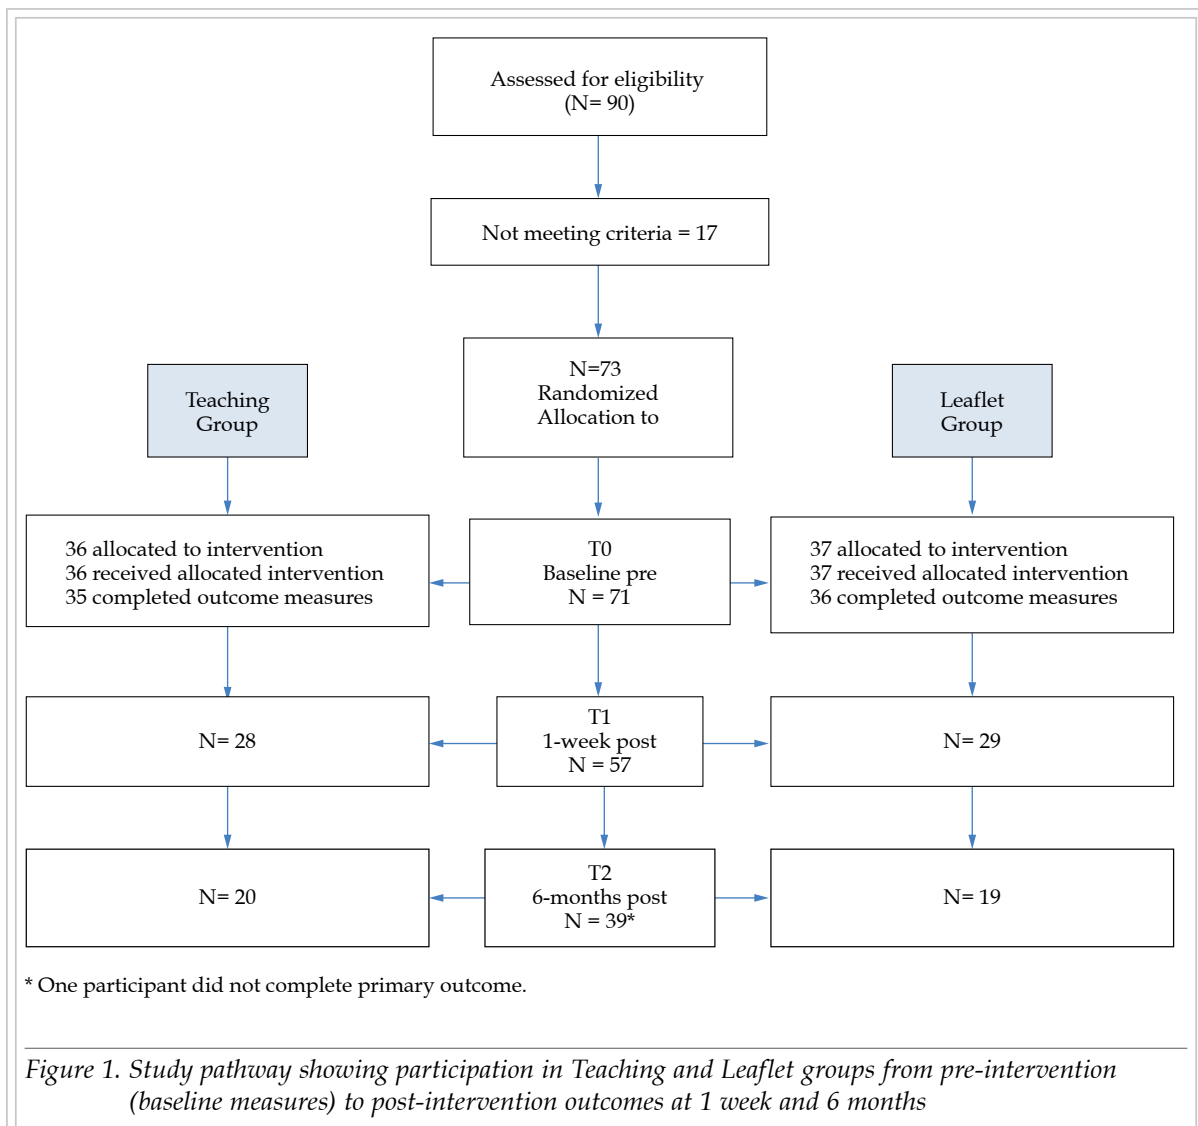 Assessed for eligibility
(N= 90)
Not meeting criteria = 17
N=73
Randomized
Allocation to
Teaching
Group
Leaflet
Group
36 allocated to intervention
36 received allocated intervention
35 completed outcome measures
T0
Baseline pre
N = 71
37 allocated to intervention
37 received allocated intervention
36 completed outcome measures
N= 28
T1
1-week post
N = 57
N= 29
N= 20
T2
6-months post
N = 39*
N= 19
* One participant did not complete primary outcome.
Figure 1. Study pathway showing participation in Teaching and Leaflet groups from pre-intervention
(baseline measures) to post-intervention outcomes at 1 week and 6 months